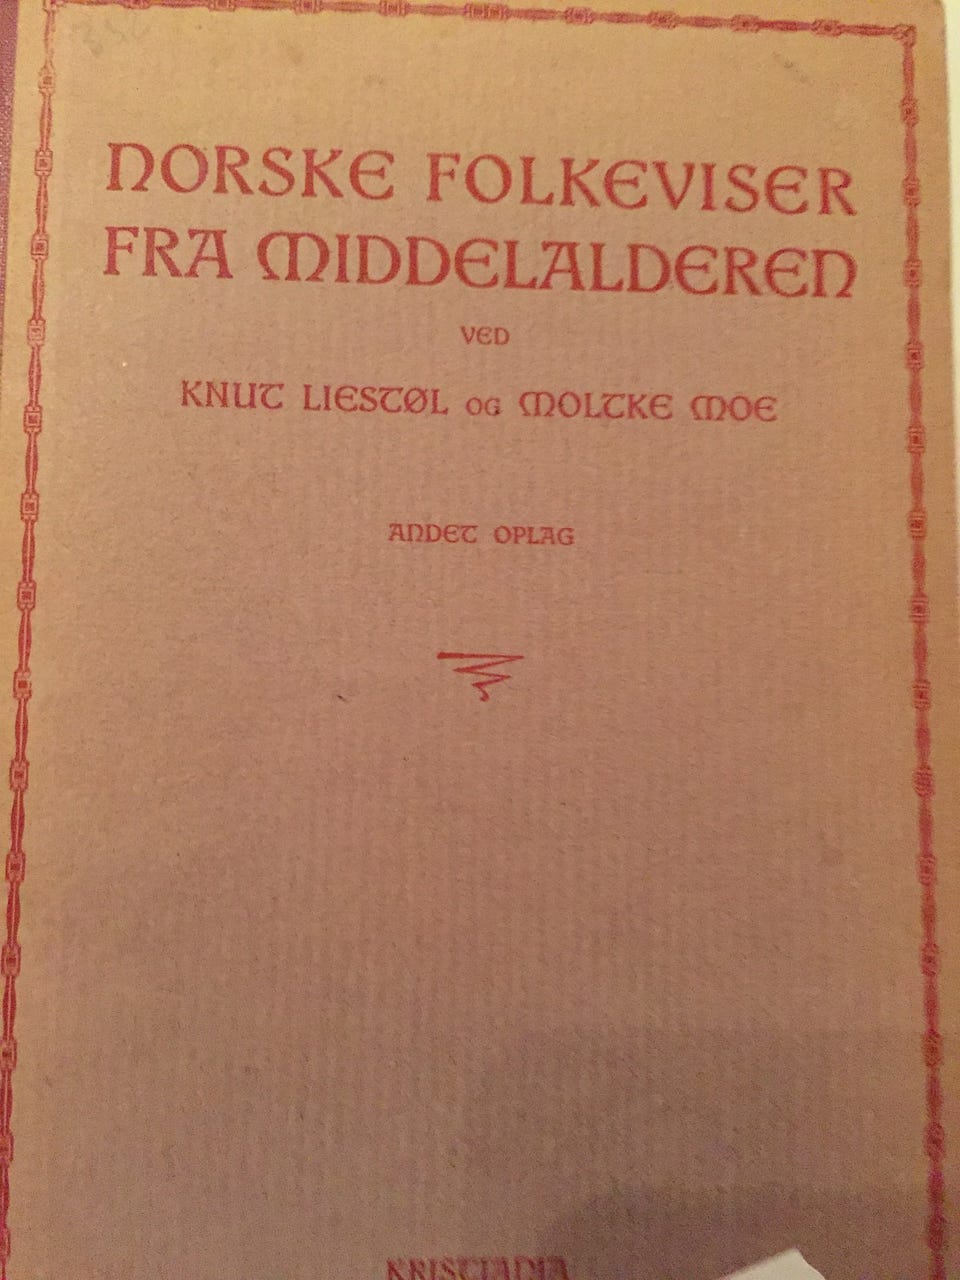 NORSKE FOLKEVISER
FRA MIDDELALDEREN
VED
KNUT LIESTØL OG MOLTKE MOE
ANDET OPLAG
KRISTIANIA